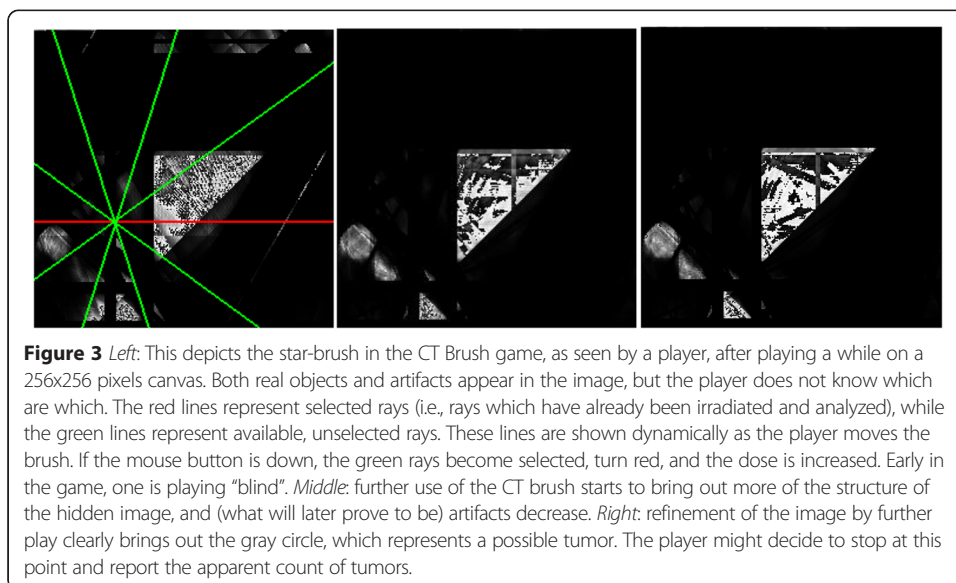 Figure 3 Left: This depicts the star-brush in the CT Brush game, as seen by a player, after playing a while on a
256x256 pixels canvas. Both real objects and artifacts appear in the image, but the player does not know which
are which. The red lines represent selected rays (i.e., rays which have already been irradiated and analyzed), while
the green lines represent available, unselected rays. These lines are shown dynamically as the player moves the
brush. If the mouse button is down, the green rays become selected, turn red, and the dose is increased. Early in
the game, one is playing “blind”. Middle: further use of the CT brush starts to bring out more of the structure of
the hidden image, and (what will later prove to be) artifacts decrease. Right: refinement of the image by further
play clearly brings out the gray circle, which represents a possible tumor. The player might decide to stop at this
point and report the apparent count of tumors.